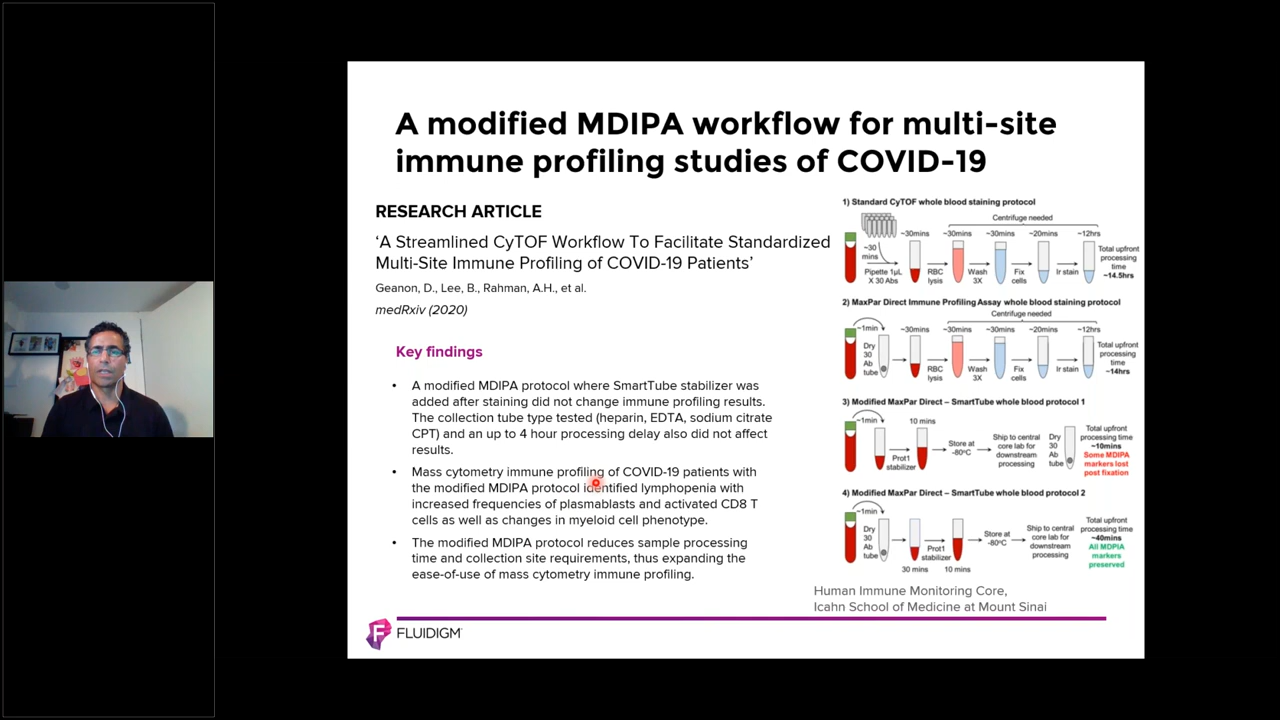 A modified MDIPA workflow for multi-site
immune profiling studies of COVID-19
RESEARCH ARTICLE
‘A Streamlined CyTOF Workflow To Facilitate Standardized
Multi-Site Immune Profiling of COVID-19 Patients’
Geanon, D., Lee, B., Rahman, A.H., et al.
medRxiv (2020)
Key findings
• A modified MDIPA protocol where SmartTube stabilizer was
added after staining did not change immune profiling results.
The collection tube type tested (heparin, EDTA, sodium citrate
CPT) and an up to 4 hour processing delay also did not affect
results.
• Mass cytometry immune profiling of COVID-19 patients with
the modified MDIPA protocol identified lymphopenia with
increased frequencies of plasmablasts and activated CD8 T
cells as well as changes in myeloid cell phenotype.
• The modified MDIPA protocol reduces sample processing
time and collection site requirements, thus expanding the
ease-of-use of mass cytometry immune profiling.
1) Standard CyTOF whole blood staining protocol
Centrifuge needed
~30mins ~30mins ~30mins ~20mins ~12hrs
~30
mins
Pipette 1µL
X 30 Abs
RBC
lysis
Wash
3X
Fix
cells
Ir stain
Total upfront
processing
time
~14.5hrs
2) MaxPar Direct Immune Profiling Assay whole blood staining protocol
Centrifuge needed
~1min ~30mins ~30mins ~30mins ~20mins ~12hrs
Dry
30
Ab
tube
RBC
lysis
Wash
3X
Fix
cells
Ir stain
Total upfront
processing
time
~14hrs
3) Modified MaxPar Direct – SmartTube whole blood protocol 1
~1min 10 mins
Prot1
stabilizer
Store at
-80ºC
Ship to central
core lab for
downstream
processing
Dry
30
Ab
tube
Total upfront
processing time
~10mins
Some MDIPA
markers lost
post fixation
4) Modified MaxPar Direct – SmartTube whole blood protocol 2
~1min
Dry
30
Ab
tube
30 mins
Prot1
stabilizer
10 mins
Store at
-80ºC
Ship to central
core lab for
downstream
processing
Total upfront
processing time
~40mins
All MDPIA
markers
preserved
Human Immune Monitoring Core,
Icahn School of Medicine at Mount Sinai
F FLUIDIGM